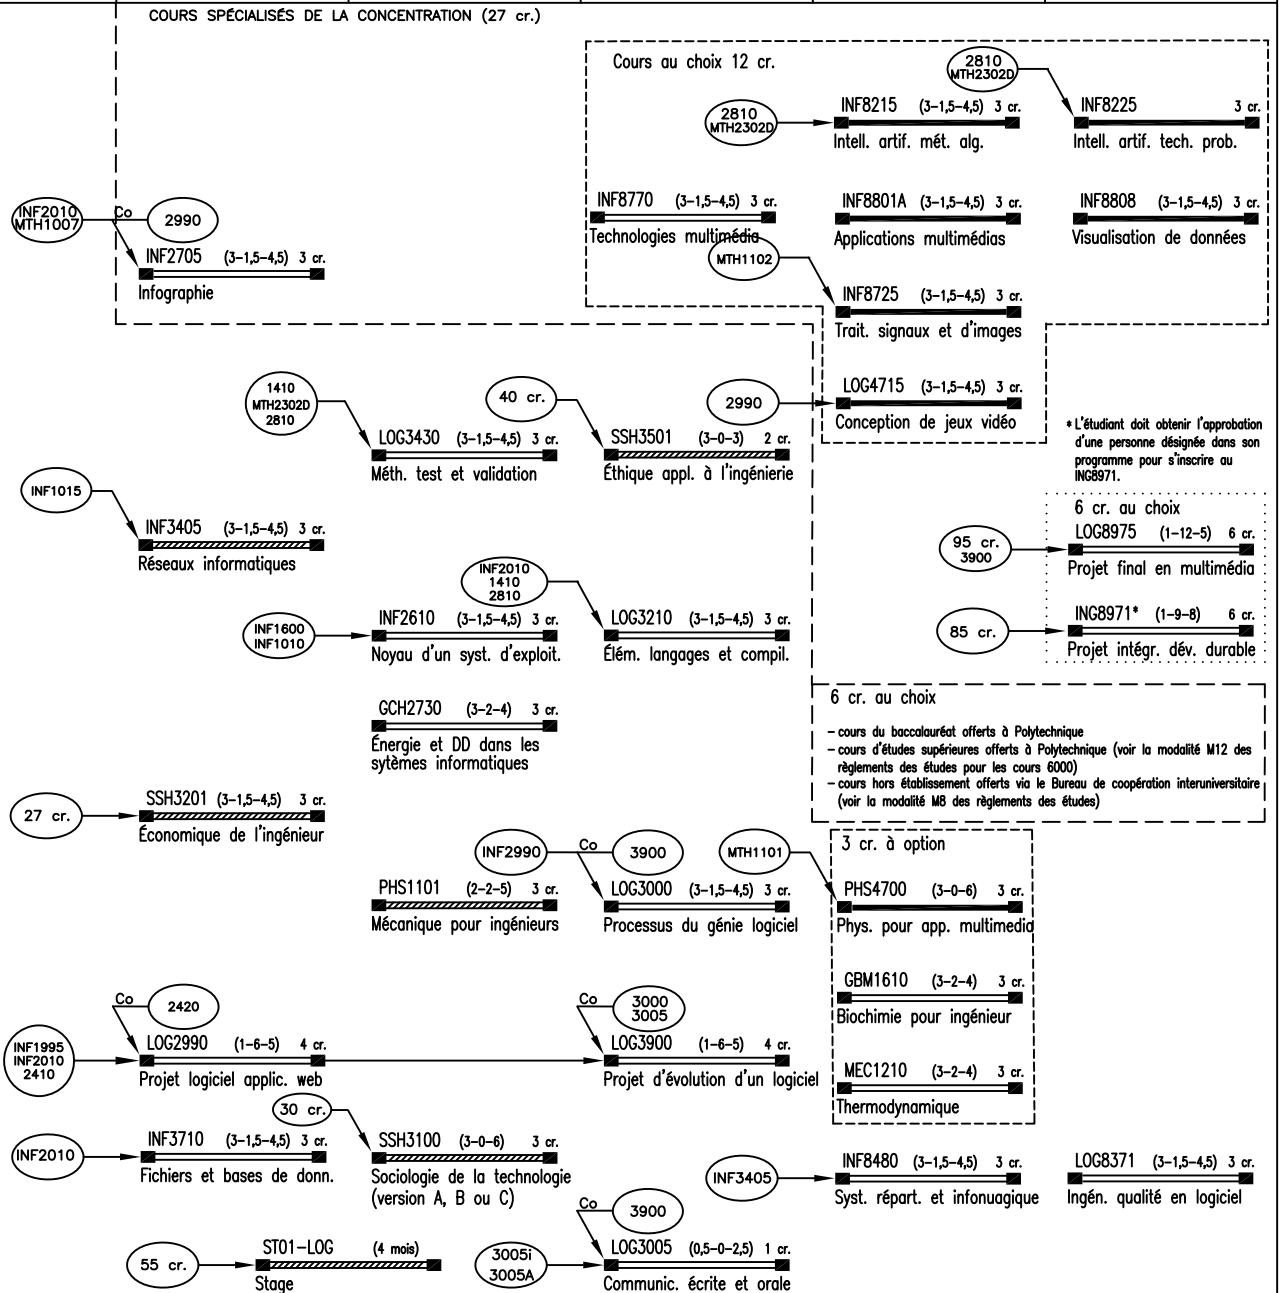 COURS SPÉCIALISÉS DE LA CONCENTRATION (27 cr.)
Cours au choix 12 cr.
2810
MTH2302D
INF8215 (3-1,5-4,5) 3 cr.
Intell. artif. mét. alg.
2810
MTH2302D
INF8225 3 cr.
Intell. artif. tech. prob.
INF2010
MTH1007
Co
2990
INF2705 (3-1,5-4,5) 3 cr.
Infographie
INF8770 (3-1,5-4,5) 3 cr.
Technologies multimédia
INF8801A (3-1,5-4,5) 3 cr.
Applications multimédias
INF8808 (3-1,5-4,5) 3 cr.
Visualisation de données
MTH1102
INF8725 (3-1,5-4,5) 3 cr.
Trait. signaux et d'images
1410
MTH2302D
2810
LOG3430 (3-1,5-4,5) 3 cr.
Méth. test et validation
40 cr.
SSH3501 (3-0-3) 2 cr.
Éthique appl. à l'ingénierie
2990
LOG4715 (3-1,5-4,5) 3 cr.
Conception de jeux vidéo
* L'étudiant doit obtenir l'approbation
d'une personne désignée dans son
programme pour s'inscrire au
ING8971.
INF1015
INF3405 (3-1,5-4,5) 3 cr.
Réseaux informatiques
6 cr. au choix
95 cr.
3900
LOG8975 (1-12-5) 6 cr.
Projet final en multimédia
INF1600
INF1010
INF2610 (3-1,5-4,5) 3 cr.
Noyau d'un syst. d'exploit.
INF2010
1410
2810
LOG3210 (3-1,5-4,5) 3 cr.
Élém. langages et compil.
85 cr.
ING8971* (1-9-8) 6 cr.
Projet intégr. dév. durable
GCH2730 (3-2-4) 3 cr.
Énergie et DD dans les
sytèmes informatiques
6 cr. au choix
- cours du baccalauréat offerts à Polytechnique
- cours d'études supérieures offerts à Polytechnique (voir la modalité M12 des
règlements des études pour les cours 6000)
- cours hors établissement offerts via le Bureau de coopération interuniversitaire
(voir la modalité M8 des règlements des études)
27 cr.
SSH3201 (3-1,5-4,5) 3 cr.
Économique de l'ingénieur
PHS1101 (2-2-5) 3 cr.
Mécanique pour ingénieurs
INF2990
Co
3900
LOG3000 (3-1,5-4,5) 3 cr.
Processus du génie logiciel
MTH1101
3 cr. à option
PHS4700 (3-0-6) 3 cr.
Phys. pour app. multimedia
GBM1610 (3-2-4) 3 cr.
Biochimie pour ingénieur
MEC1210 (3-2-4) 3 cr.
Thermodynamique
INF1995
INF2010
2410
Co
2420
LOG2990 (1-6-5) 4 cr.
Projet logiciel applic. web
Co
3000
3005
LOG3900 (1-6-5) 4 cr.
Projet d'évolution d'un logiciel
INF2010
INF3710 (3-1,5-4,5) 3 cr.
Fichiers et bases de donn.
30 cr.
SSH3100 (3-0-6) 3 cr.
Sociologie de la technologie
(version A, B ou C)
INF3405
INF8480 (3-1,5-4,5) 3 cr.
Syst. répart. et infonuagique
LOG8371 (3-1,5-4,5) 3 cr.
Ingén. qualité en logiciel
55 cr.
ST01-LOG (4 mois)
Stage
3005i
3005A
Co
3900
LOG3005 (0,5-0-2,5) 1 cr.
Communic. écrite et orale